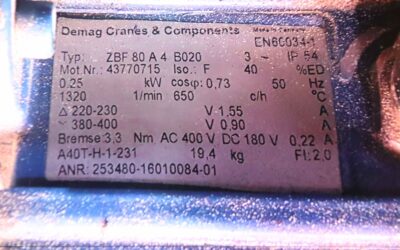 Demag Cranes & Components Made in Germany
EN60034-1
Typ: ZBF 80 A 4 B020 3 ~ IP 54
Mot Nr.: 43770715 Iso.: F 40 %ED
0.25 kW cosφ: 0,73 50 Hz
1320 1/min 650 c/h °C
Δ 220-230 V 1,55 A
380-400 V 0,90 A
Bremse 3.3 Nm AC 400 V DC 180 V 0.22 A
A40T-H-1-231 19,4 kg FI: 2,0
ANR: 253480-16010084-01